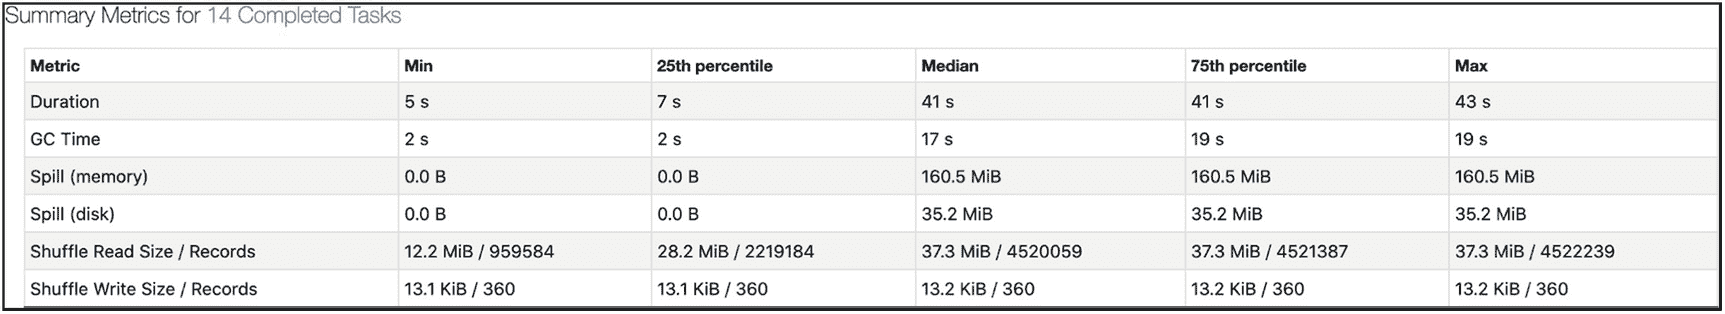 Summary Metrics for 14 Completed Tasks
Metric Min 25th percentile Median 75th percentile Max
Duration 5 s 7 s 41 s 41 s 43 s
GC Time 2 s 2 s 17 s 19 s 19 s
Spill (memory) 0.0 B 0.0 B 160.5 MiB 160.5 MiB 160.5 MiB
Spill (disk) 0.0 B 0.0 B 35.2 MiB 35.2 MiB 35.2 MiB
Shuffle Read Size / Records 12.2 MiB / 959584 28.2 MiB / 2219184 37.3 MiB / 4520059 37.3 MiB / 4521387 37.3 MiB / 4522239
Shuffle Write Size / Records 13.1 KiB / 360 13.1 KiB / 360 13.2 KiB / 360 13.2 KiB / 360 13.2 KiB / 360